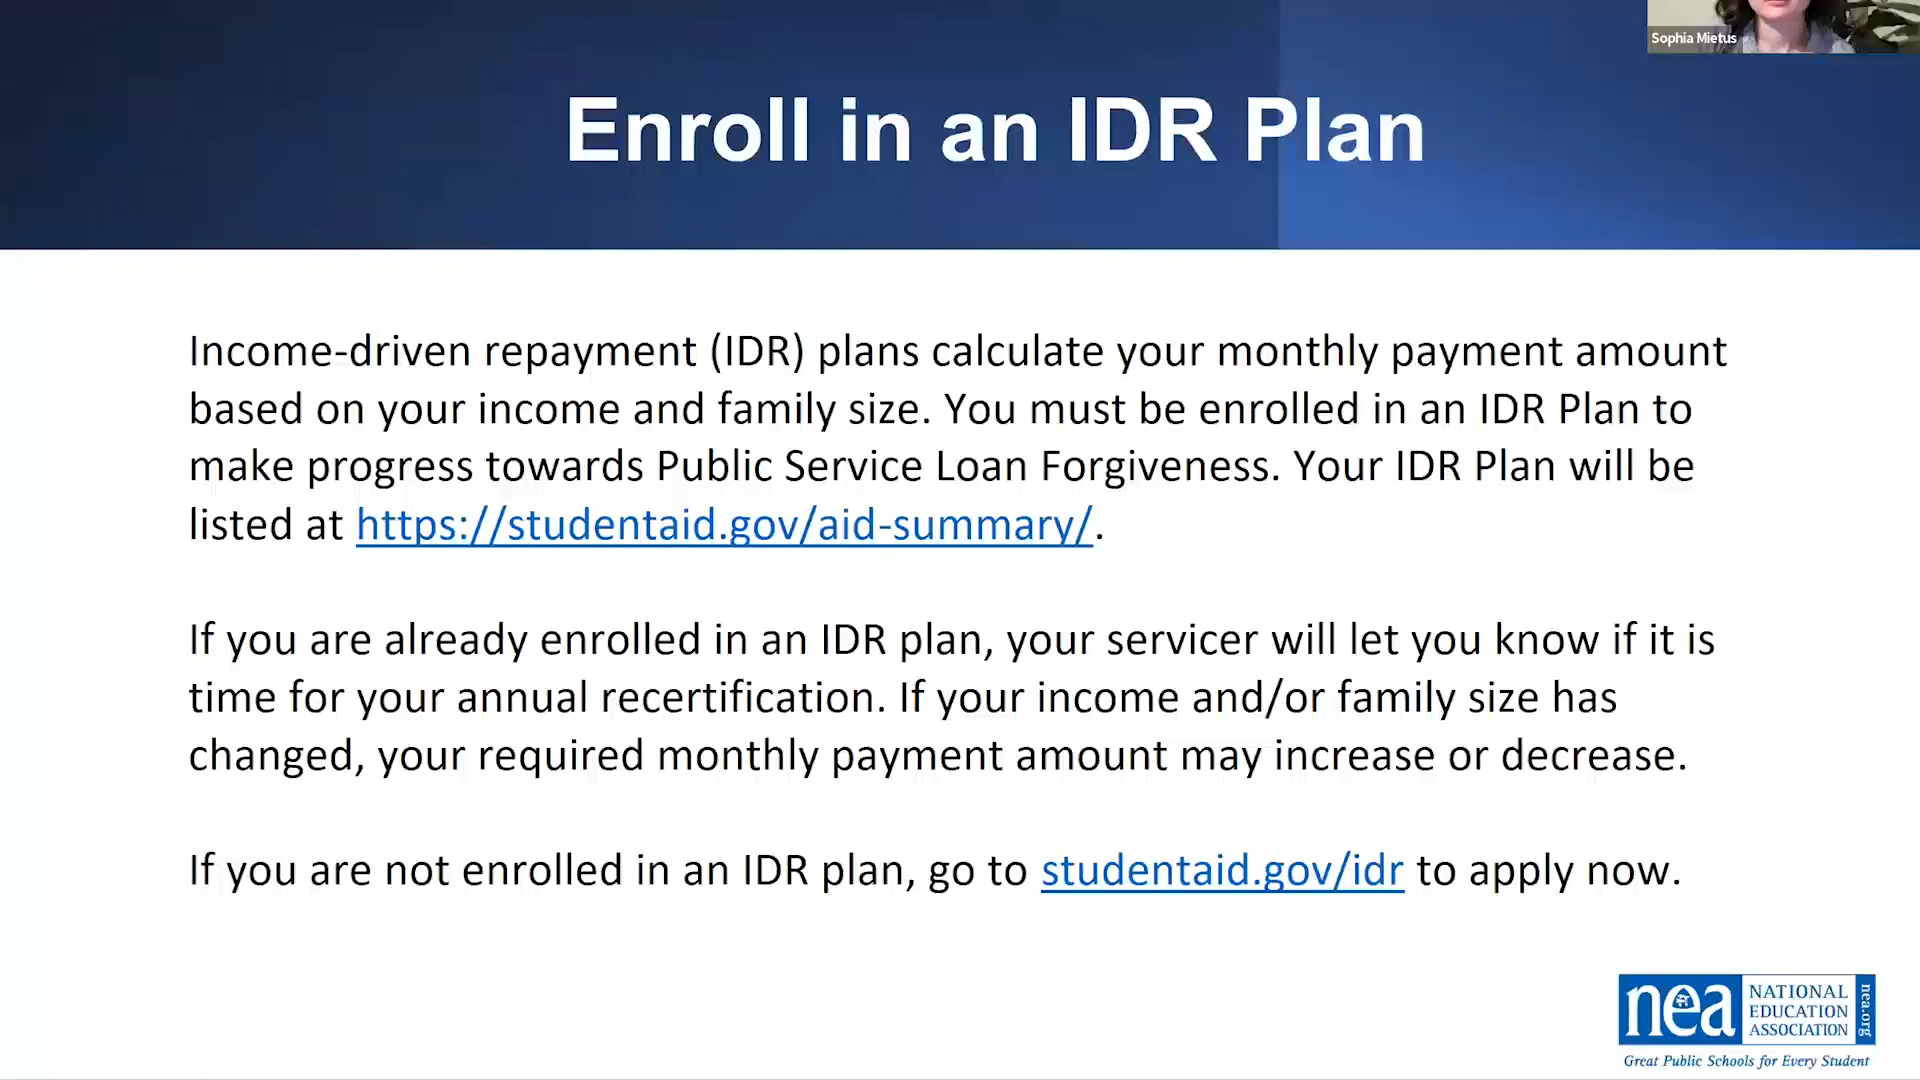 Sophia Mietus
Enroll in an IDR Plan
Income-driven repayment (IDR) plans calculate your monthly payment amount
based on your income and family size. You must be enrolled in an IDR Plan to
make progress towards Public Service Loan Forgiveness. Your IDR Plan will be
listed at https://studentaid.gov/aid-summary/.
If you are already enrolled in an IDR plan, your servicer will let you know if it is
time for your annual recertification. If your income and/or family size has
changed, your required monthly payment amount may increase or decrease.
If you are not enrolled in an IDR plan, go to studentaid.gov/idr to apply now.
nea
NATIONAL
EDUCATION
ASSOCIATION
nea.org
Great Public Schools for Every Student